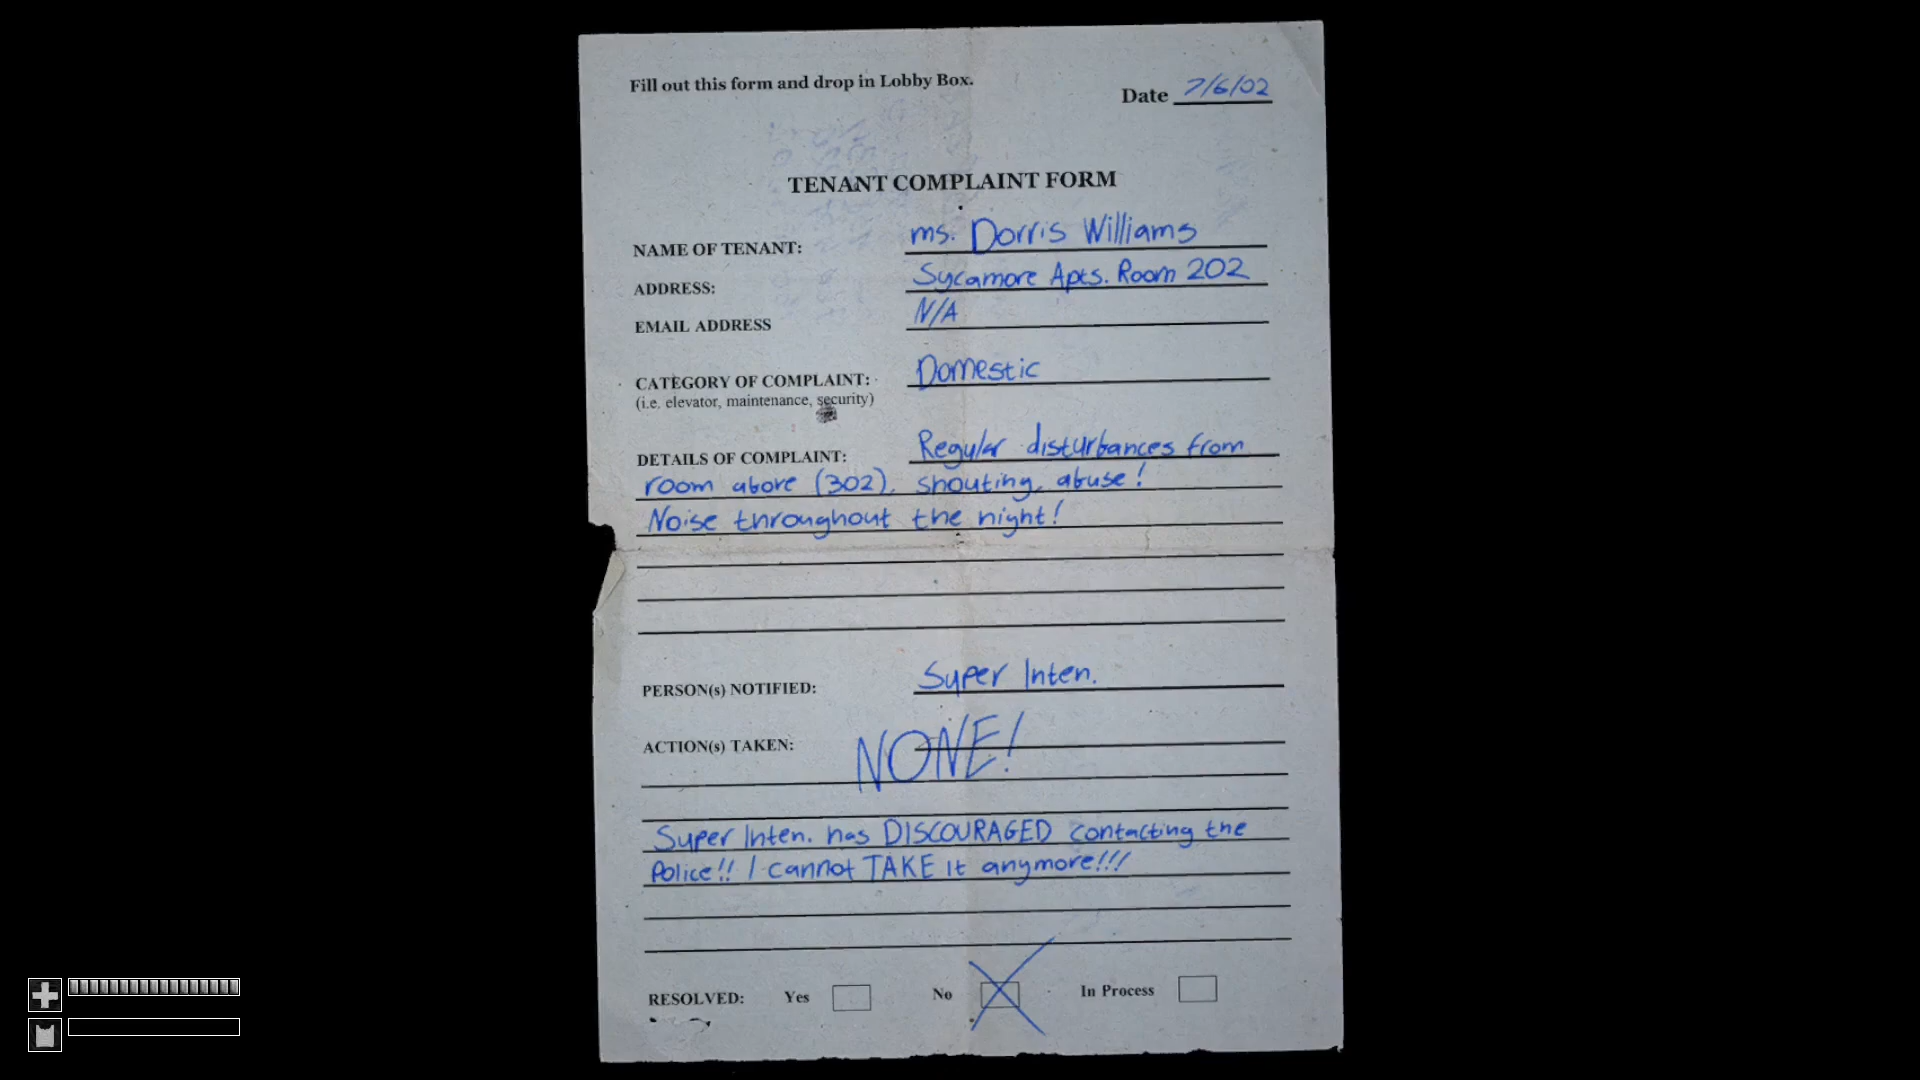 Fill out this form and drop in Lobby Box.
Date 7/6/02
TENANT COMPLAINT FORM
NAME OF TENANT: ms. Dorris Williams
ADDRESS: Sycamore Apts. Room 202
EMAIL ADDRESS N/A
CATEGORY OF COMPLAINT: Domestic
(i.e. elevator, maintenance, security)
DETAILS OF COMPLAINT: Regular disturbances from
room above (302), shouting, abuse!
Noise throughout the night!
PERSON(s) NOTIFIED: Super Inten.
ACTION(s) TAKEN: NONE!
Super Inten. has DISCOURAGED contacting the
Police!! I cannot TAKE it anymore!!!
RESOLVED: Yes No In Process